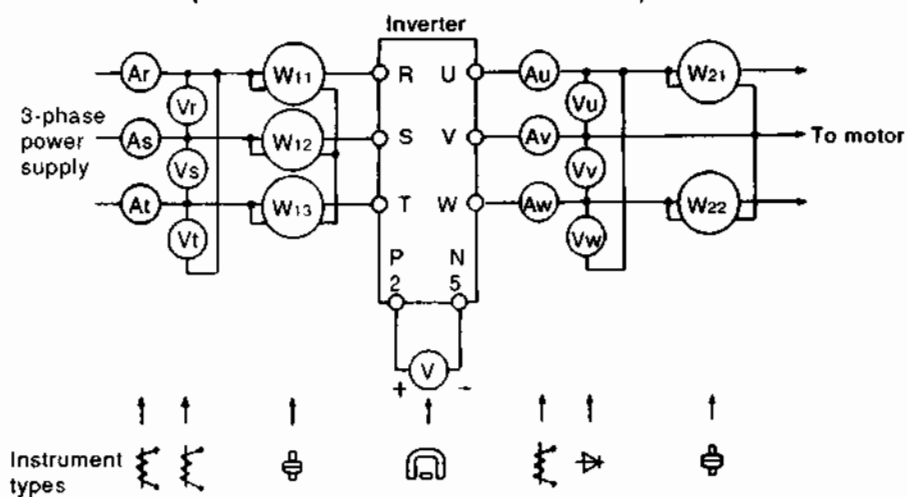 Inverter
Ar
Vr
W11
R
U
Au
Vu
W21
3-phase
power
supply
As
Vs
W12
S
V
Av
Vv
To motor
At
Vt
W13
T
W
Aw
Vw
W22
P
N
2
5
+
V
-
Instrument
types